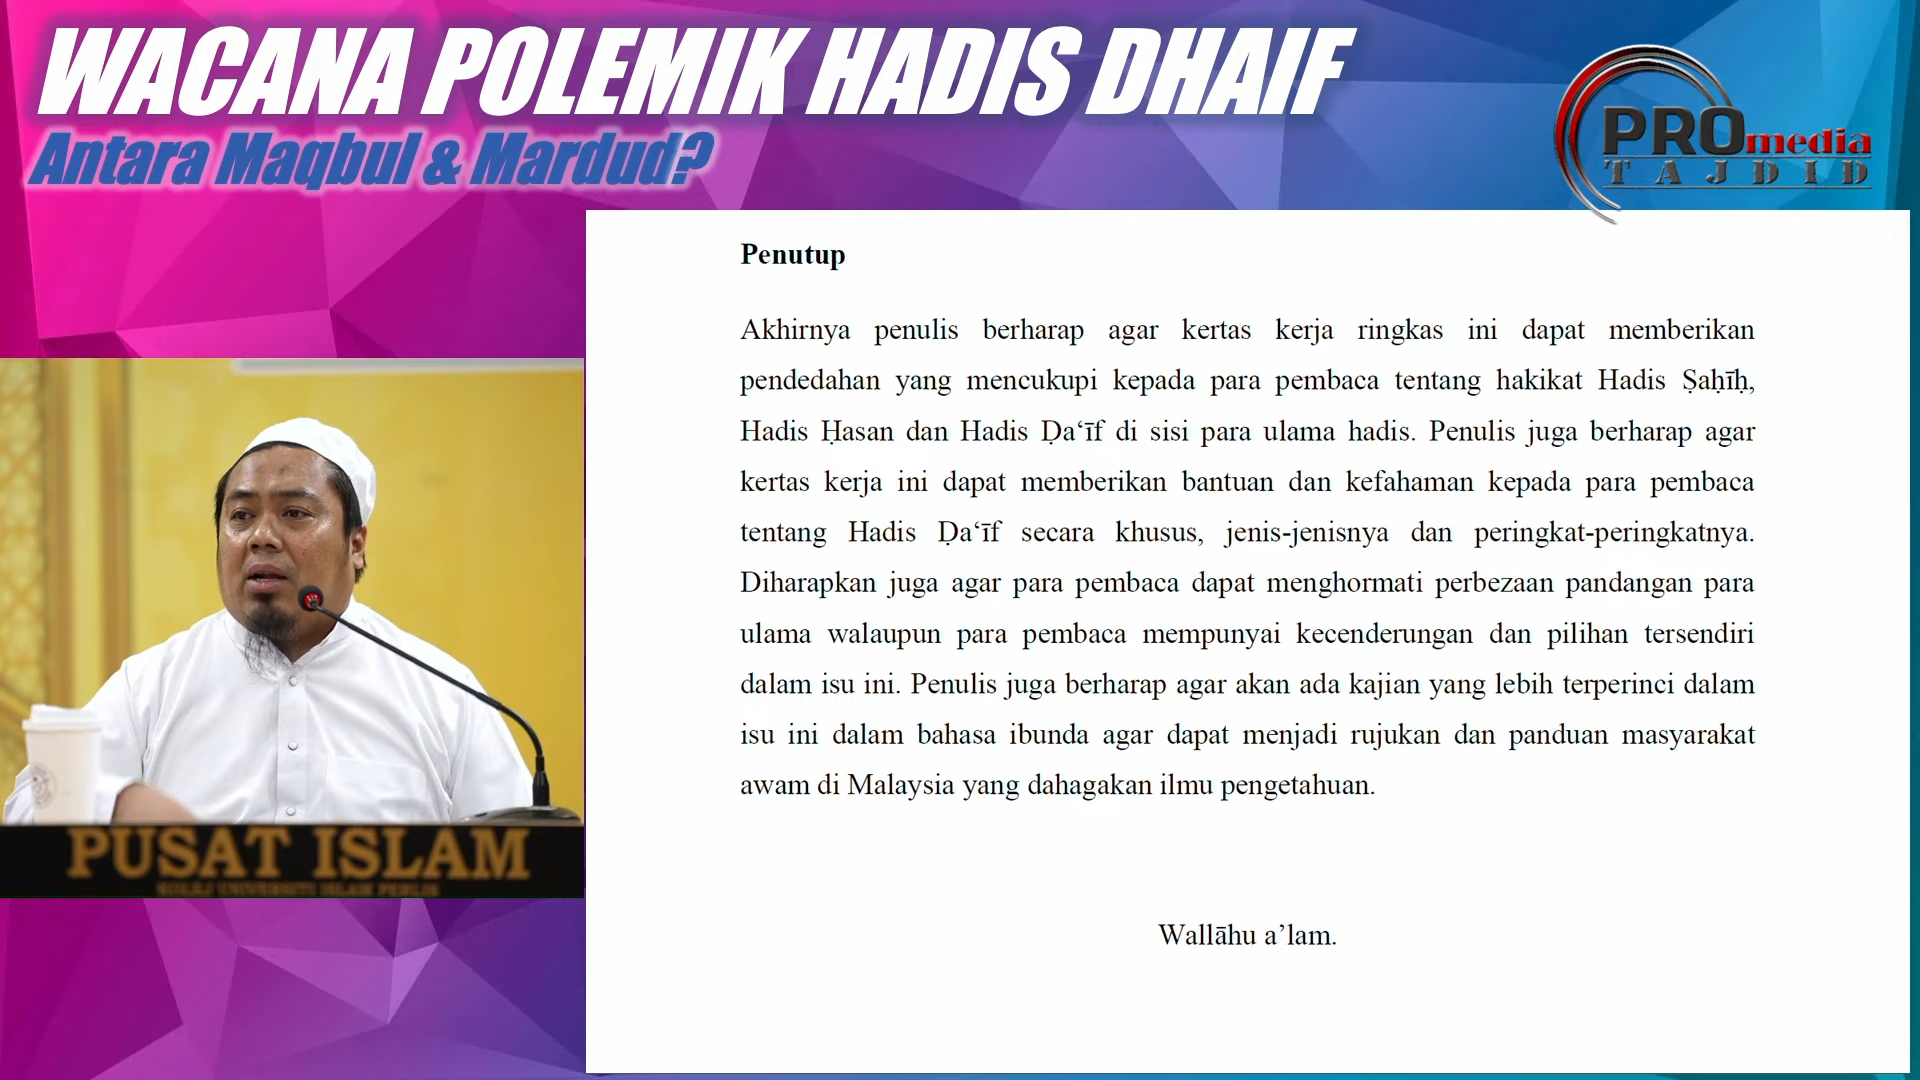 WACANA POLEMIK HADIS DHAIF
Antara Maqbul & Mardud?
PROmedia
TAJDID
Penutup
Akhirnya penulis berharap agar kertas kerja ringkas ini dapat memberikan
pendedahan yang mencukupi kepada para pembaca tentang hakikat Hadis Ṣaḥīḥ,
Hadis Ḥasan dan Hadis Ḍa‘īf di sisi para ulama hadis. Penulis juga berharap agar
kertas kerja ini dapat memberikan bantuan dan kefahaman kepada para pembaca
tentang Hadis Ḍa‘īf secara khusus, jenis-jenisnya dan peringkat-peringkatnya.
Diharapkan juga agar para pembaca dapat menghormati perbezaan pandangan para
ulama walaupun para pembaca mempunyai kecenderungan dan pilihan tersendiri
dalam isu ini. Penulis juga berharap agar akan ada kajian yang lebih terperinci dalam
isu ini dalam bahasa ibunda agar dapat menjadi rujukan dan panduan masyarakat
awam di Malaysia yang dahagakan ilmu pengetahuan.
Wallāhu a’lam.
PUSAT ISLAM
KOLEJ UNIVERSITI ISLAM PERLIS